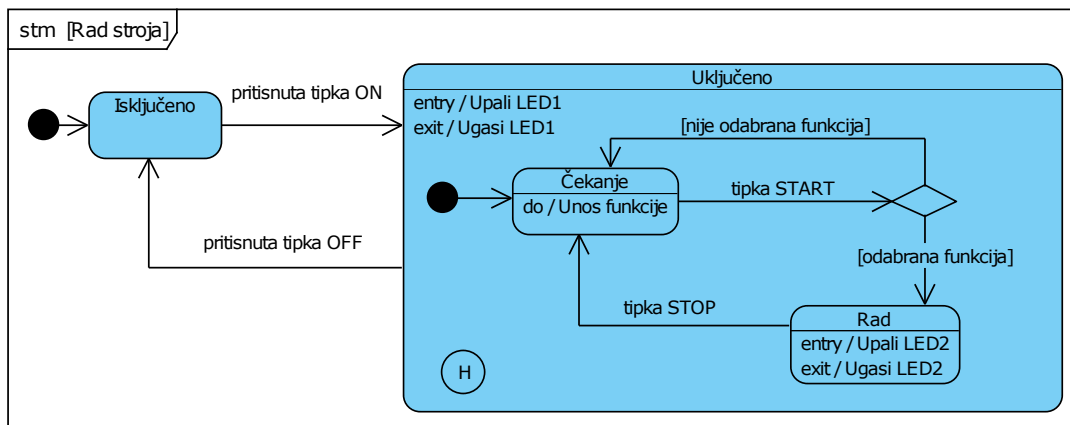 stm [Rad stroja]
Isključeno
pritisnuta tipka ON
pritisnuta tipka OFF
Uključeno
entry / Upali LED1
exit / Ugasi LED1
[nije odabrana funkcija]
Čekanje
do / Unos funkcije
tipka START
[odabrana funkcija]
tipka STOP
Rad
entry / Upali LED2
exit / Ugasi LED2
H